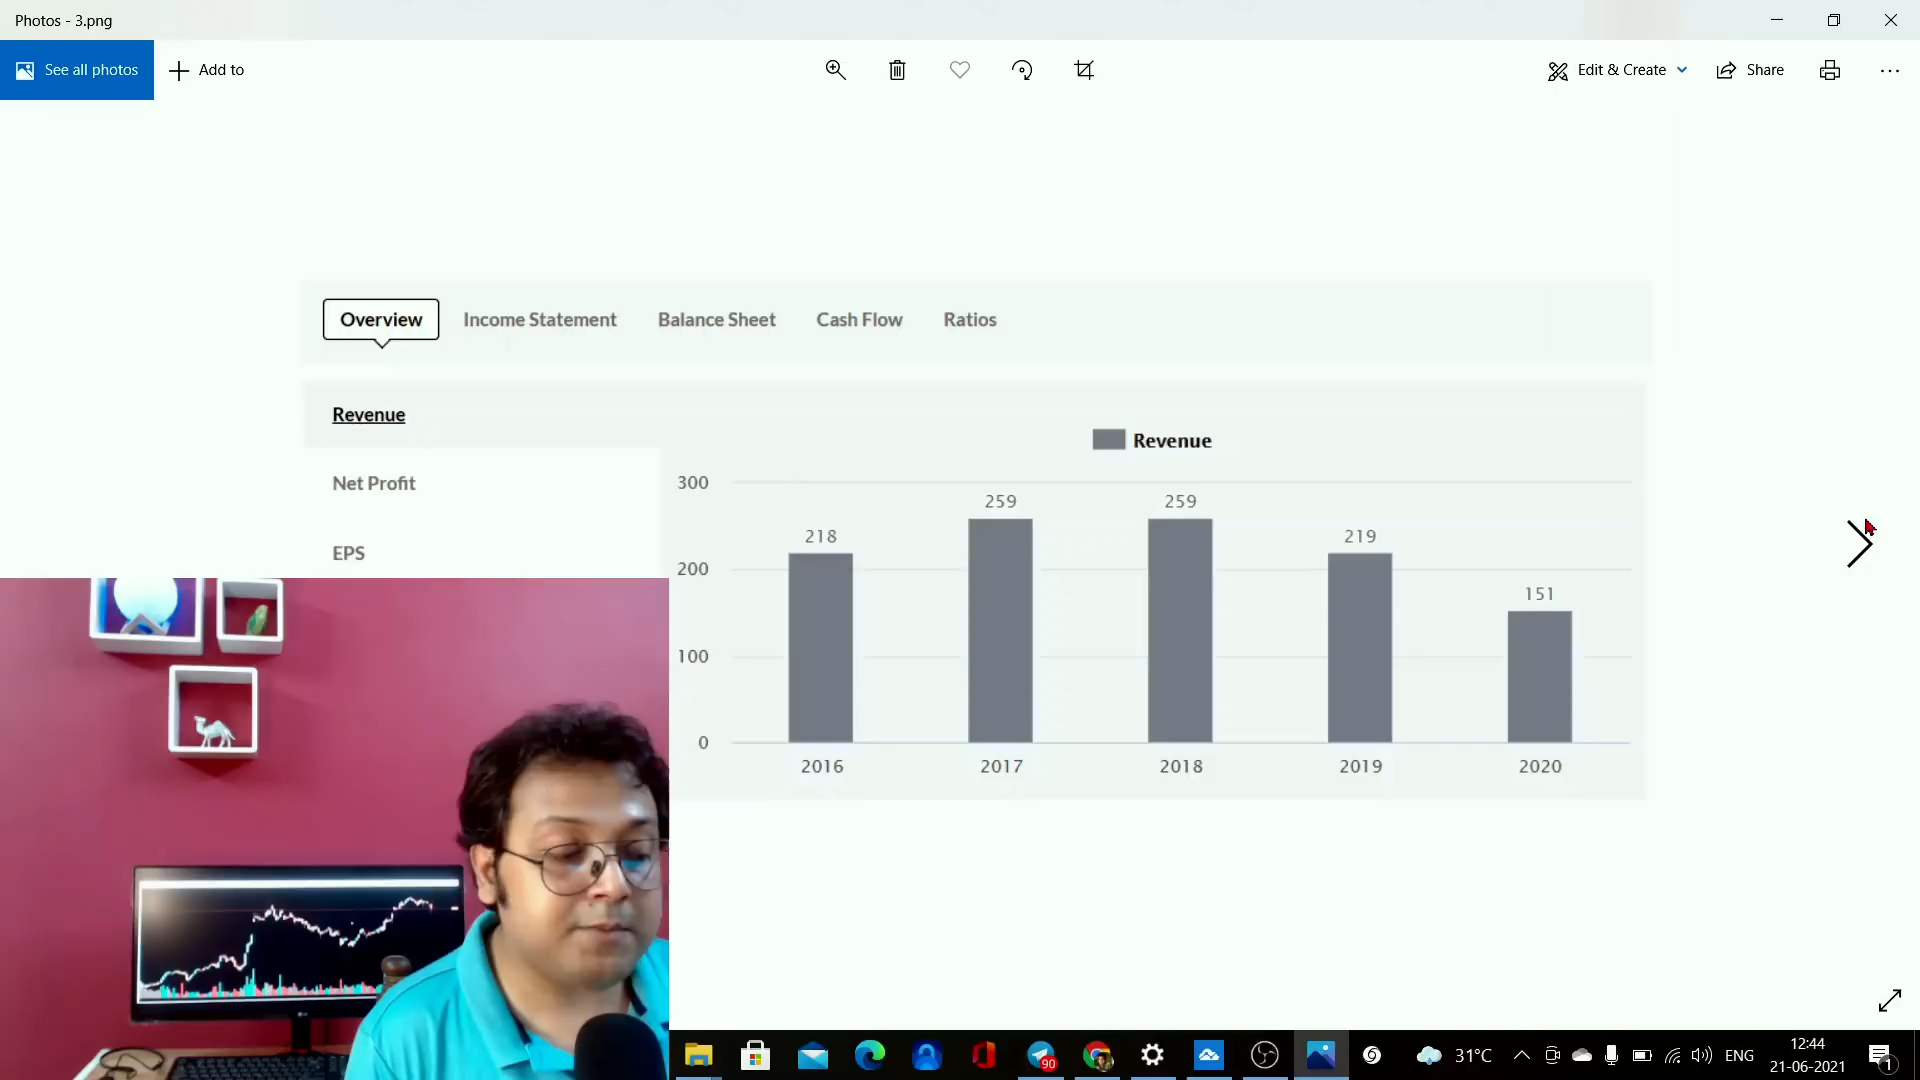 Photos - 3.png
See all photos
Add to
Edit & Create
Share
Overview
Income Statement
Balance Sheet
Cash Flow
Ratios
Revenue
Net Profit
EPS
Revenue
300
200
100
0
218
259
259
219
151
2016
2017
2018
2019
2020
90
31°C
ENG
12:44
21-06-2021
1